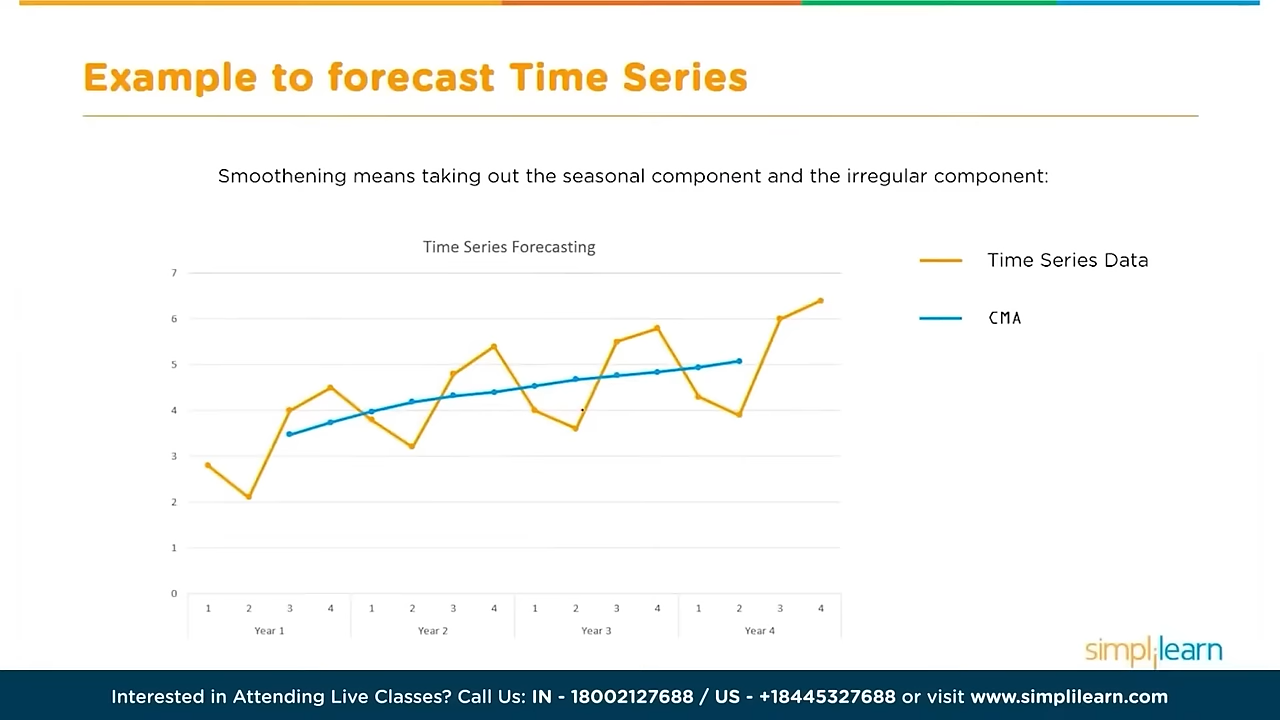 Example to forecast Time Series
Smoothening means taking out the seasonal component and the irregular component:
Time Series Forecasting
Time Series Data
CMA
7
6
5
4
3
2
1
0
1 2 3 4 1 2 3 4 1 2 3 4 1 2 3 4
Year 1 Year 2 Year 3 Year 4
simplilearn
Interested in Attending Live Classes? Call Us: IN - 18002127688 / US - +18445327688 or visit www.simplilearn.com